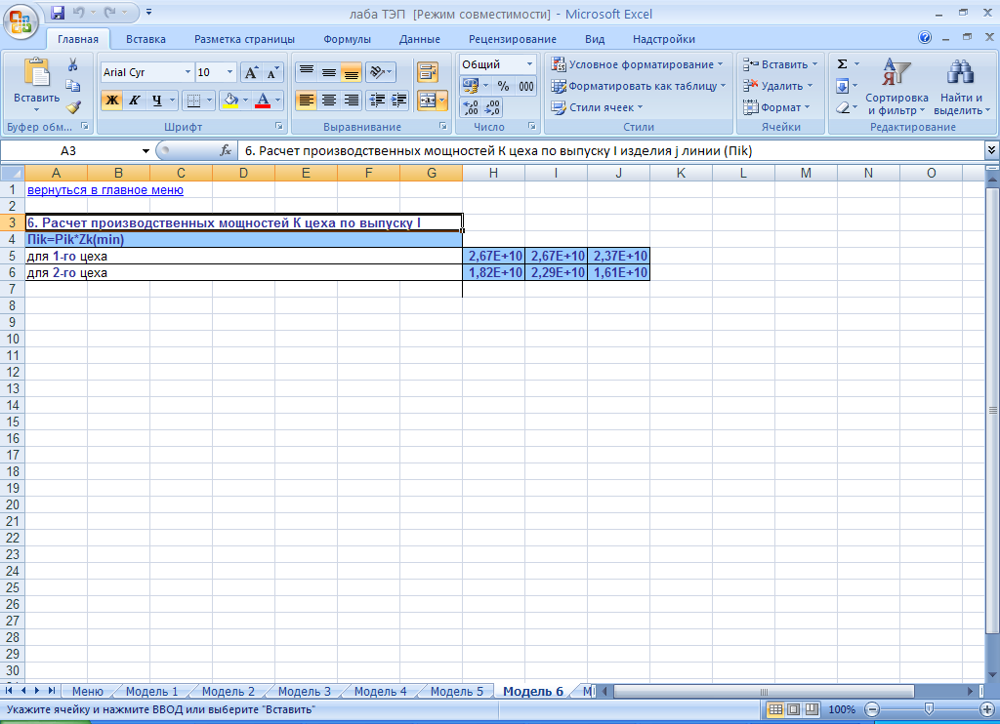 лаба ТЭП [Режим совместимости] - Microsoft Excel
Главная Вставка Разметка страницы Формулы Данные Рецензирование Вид Надстройки
Вставить
Буфер обм...
Arial Cyr 10
Ж К Ч
Шрифт
Выравнивание
Общий
% 000
Число
Условное форматирование
Форматировать как таблицу
Стили ячеек
Стили
Вставить
Удалить
Формат
Ячейки
Σ
Сортировка и фильтр
Найти и выделить
Редактирование
A3 fx 6. Расчет производственных мощностей К цеха по выпуску I изделия j линии (Пik)
A B C D E F G H I J K L M N O
1 вернуться в главное меню
2
3 6. Расчет производственных мощностей К цеха по выпуску I
4 Пik=Pik*Zk(min)
5 для 1-го цеха 2,67E+10 2,67E+10 2,37E+10
6 для 2-го цеха 1,82E+10 2,29E+10 1,61E+10
7
8
9
10
11
12
13
14
15
16
17
18
19
20
21
22
23
24
25
26
27
28
29
30
Меню Модель 1 Модель 2 Модель 3 Модель 4 Модель 5 Модель 6
Укажите ячейку и нажмите ВВОД или выберите "Вставить" 100%